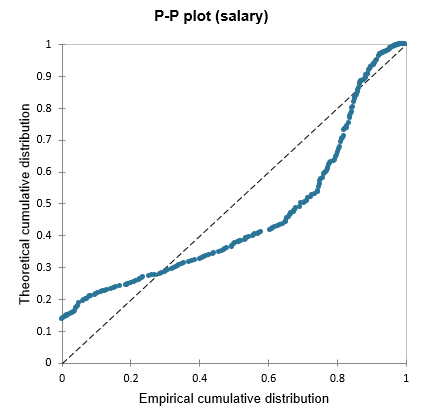 P-P plot (salary)
Theoretical cumulative distribution
1
0.9
0.8
0.7
0.6
0.5
0.4
0.3
0.2
0.1
0
0 0.2 0.4 0.6 0.8 1
Empirical cumulative distribution